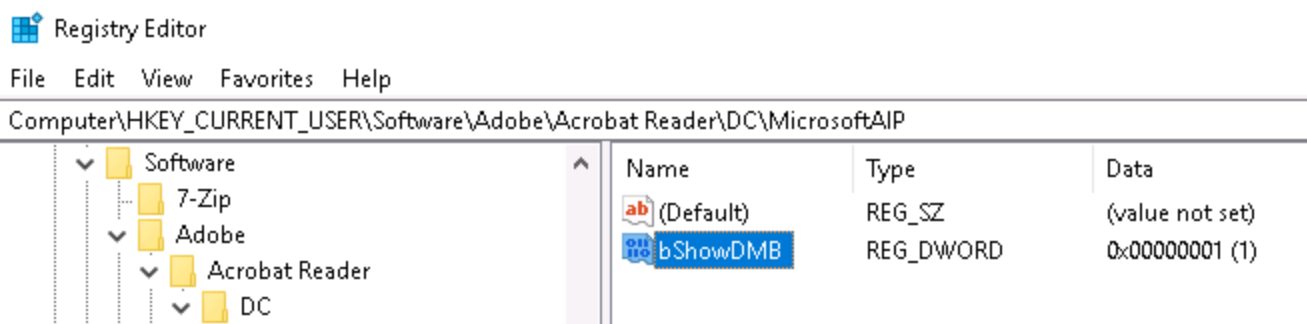 Registry Editor
File Edit View Favorites Help
Computer\HKEY_CURRENT_USER\Software\Adobe\Acrobat Reader\DC\MicrosoftAIP
Software
7-Zip
Adobe
Acrobat Reader
DC
Name Type Data
ab (Default) REG_SZ (value not set)
bShowDMB REG_DWORD 0x00000001 (1)